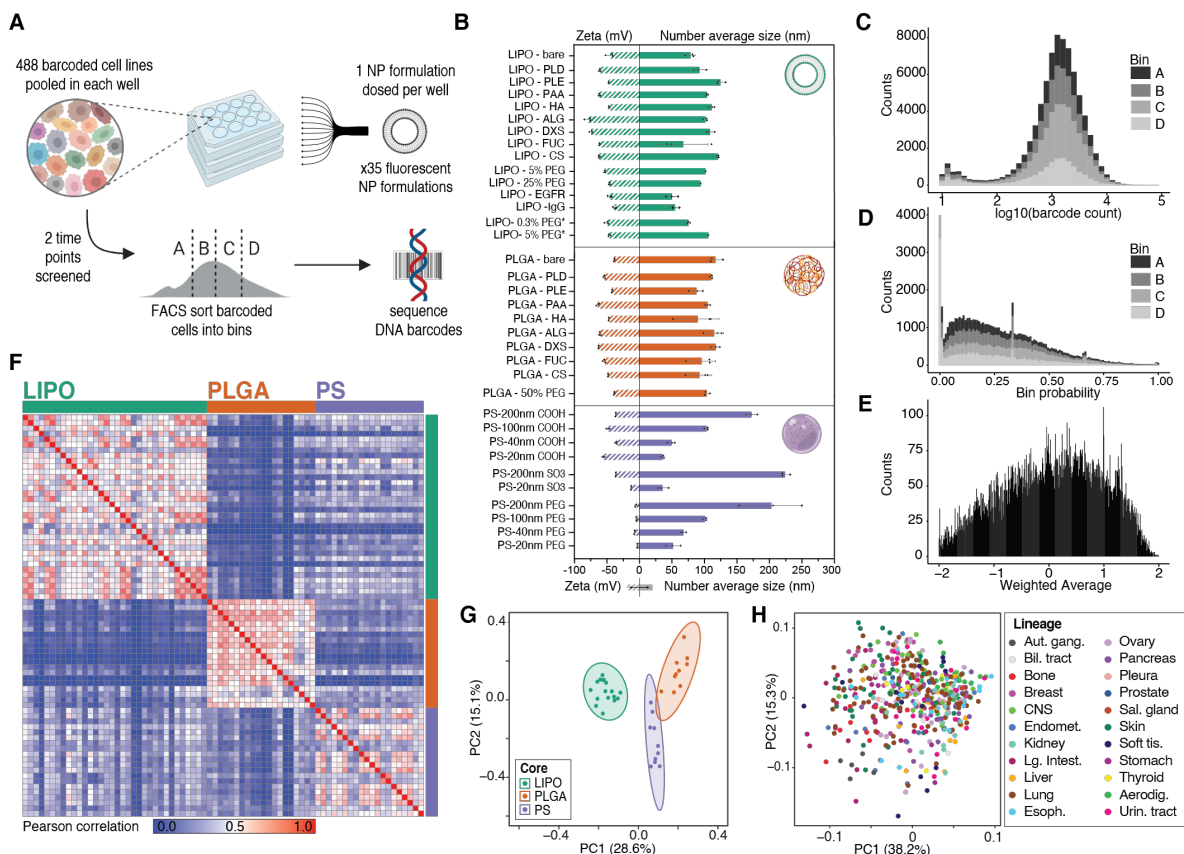 A
488 barcoded cell lines
pooled in each well
1 NP formulation
dosed per well
x35 fluorescent
NP formulations
2 time
points
screened
A B C D
FACS sort barcoded
cells into bins
sequence
DNA barcodes
B
Zeta (mV) Number average size (nm)
LIPO - bare
LIPO - PLD
LIPO - PLE
LIPO - PAA
LIPO - HA
LIPO - ALG
LIPO - DXS
LIPO - FUC
LIPO - CS
LIPO - 5% PEG
LIPO - 25% PEG
LIPO - EGFR
LIPO -IgG
LIPO- 0.3% PEG*
LIPO- 5% PEG*
PLGA - bare
PLGA - PLD
PLGA - PLE
PLGA - PAA
PLGA - HA
PLGA - ALG
PLGA - DXS
PLGA - FUC
PLGA - CS
PLGA - 50% PEG
PS-200nm COOH
PS-100nm COOH
PS-40nm COOH
PS-20nm COOH
PS-200nm SO3
PS-20nm SO3
PS-200nm PEG
PS-100nm PEG
PS-40nm PEG
PS-20nm PEG
-100 -50 0 50 100 150 200 250 300
Zeta (mV) Number average size (nm)
C
8000
6000
4000
2000
0
Counts
1 2 3 4 5
log10(barcode count)
Bin
A
B
C
D
D
4000
3000
2000
1000
0
Counts
0.00 0.25 0.50 0.75 1.00
Bin probability
Bin
A
B
C
D
E
100
75
50
25
0
Counts
-2 -1 0 1 2
Weighted Average
F
LIPO PLGA PS
Pearson correlation 0.0 0.5 1.0
G
0.4
0.0
−0.4
PC2 (15.1%)
Core
LIPO
PLGA
PS
−0.4 0.0 0.4
PC1 (28.6%)
H
0.1
0
−0.1
PC2 (15.3%)
−0.1 0 0.1
PC1 (38.2%)
Lineage
Aut. gang.
Bil. tract
Bone
Breast
CNS
Endomet.
Kidney
Lg. Intest.
Liver
Lung
Esoph.
Ovary
Pancreas
Pleura
Prostate
Sal. gland
Skin
Soft tis.
Stomach
Thyroid
Aerodig.
Urin. tract